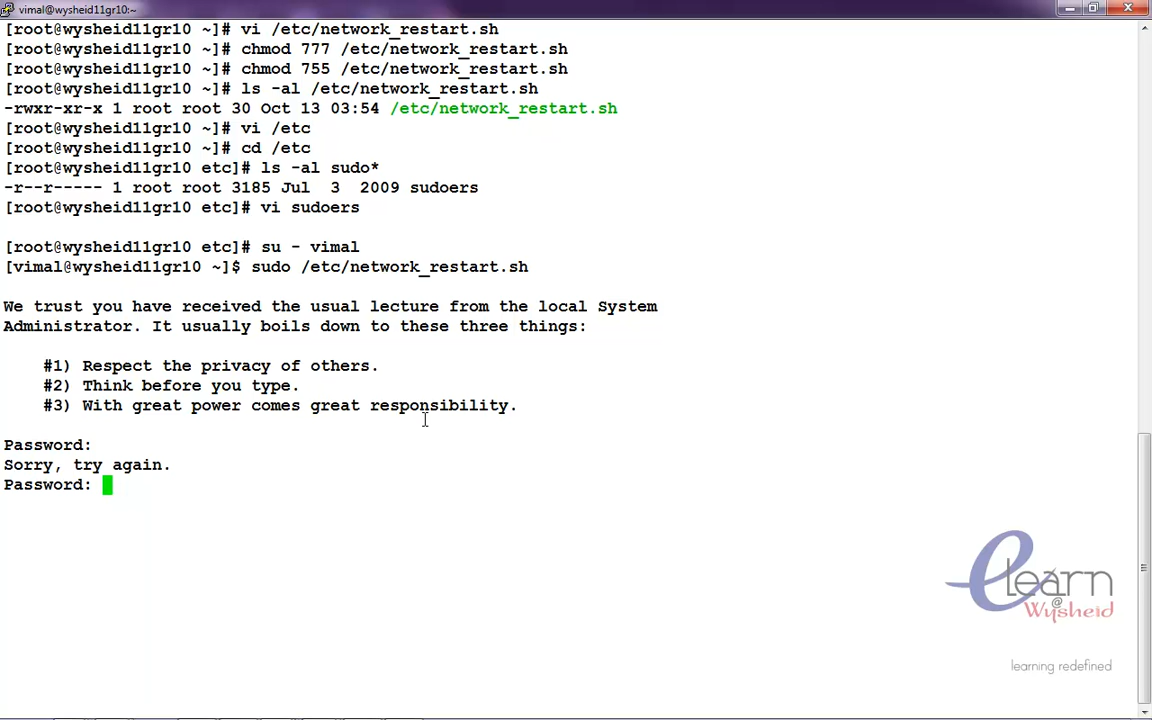 vimal@wysheid11gr10:~
[root@wysheid11gr10 ~]# vi /etc/network_restart.sh
[root@wysheid11gr10 ~]# chmod 777 /etc/network_restart.sh
[root@wysheid11gr10 ~]# chmod 755 /etc/network_restart.sh
[root@wysheid11gr10 ~]# ls -al /etc/network_restart.sh
-rwxr-xr-x 1 root root 30 Oct 13 03:54 /etc/network_restart.sh
[root@wysheid11gr10 ~]# vi /etc
[root@wysheid11gr10 ~]# cd /etc
[root@wysheid11gr10 etc]# ls -al sudo*
-r--r----- 1 root root 3185 Jul  3  2009 sudoers
[root@wysheid11gr10 etc]# vi sudoers
[root@wysheid11gr10 etc]# su - vimal
[vimal@wysheid11gr10 ~]$ sudo /etc/network_restart.sh
We trust you have received the usual lecture from the local System
Administrator. It usually boils down to these three things:
#1) Respect the privacy of others.
#2) Think before you type.
#3) With great power comes great responsibility.
Password:
Sorry, try again.
Password:
elearn
@
Wysheid
learning redefined